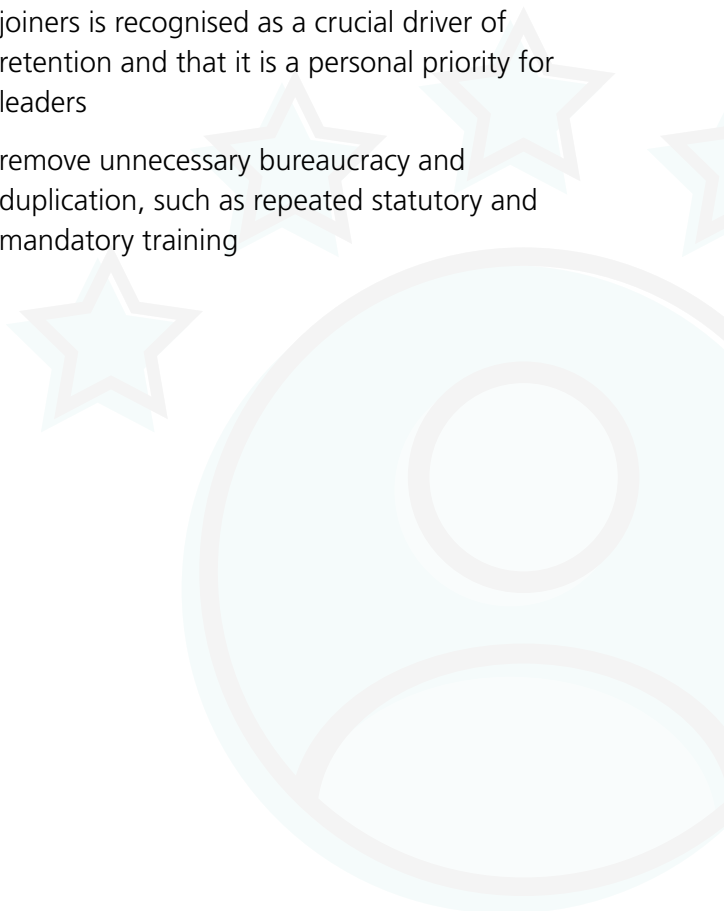 joiners is recognised as a crucial driver of
retention and that it is a personal priority for
leaders
remove unnecessary bureaucracy and
duplication, such as repeated statutory and
mandatory training